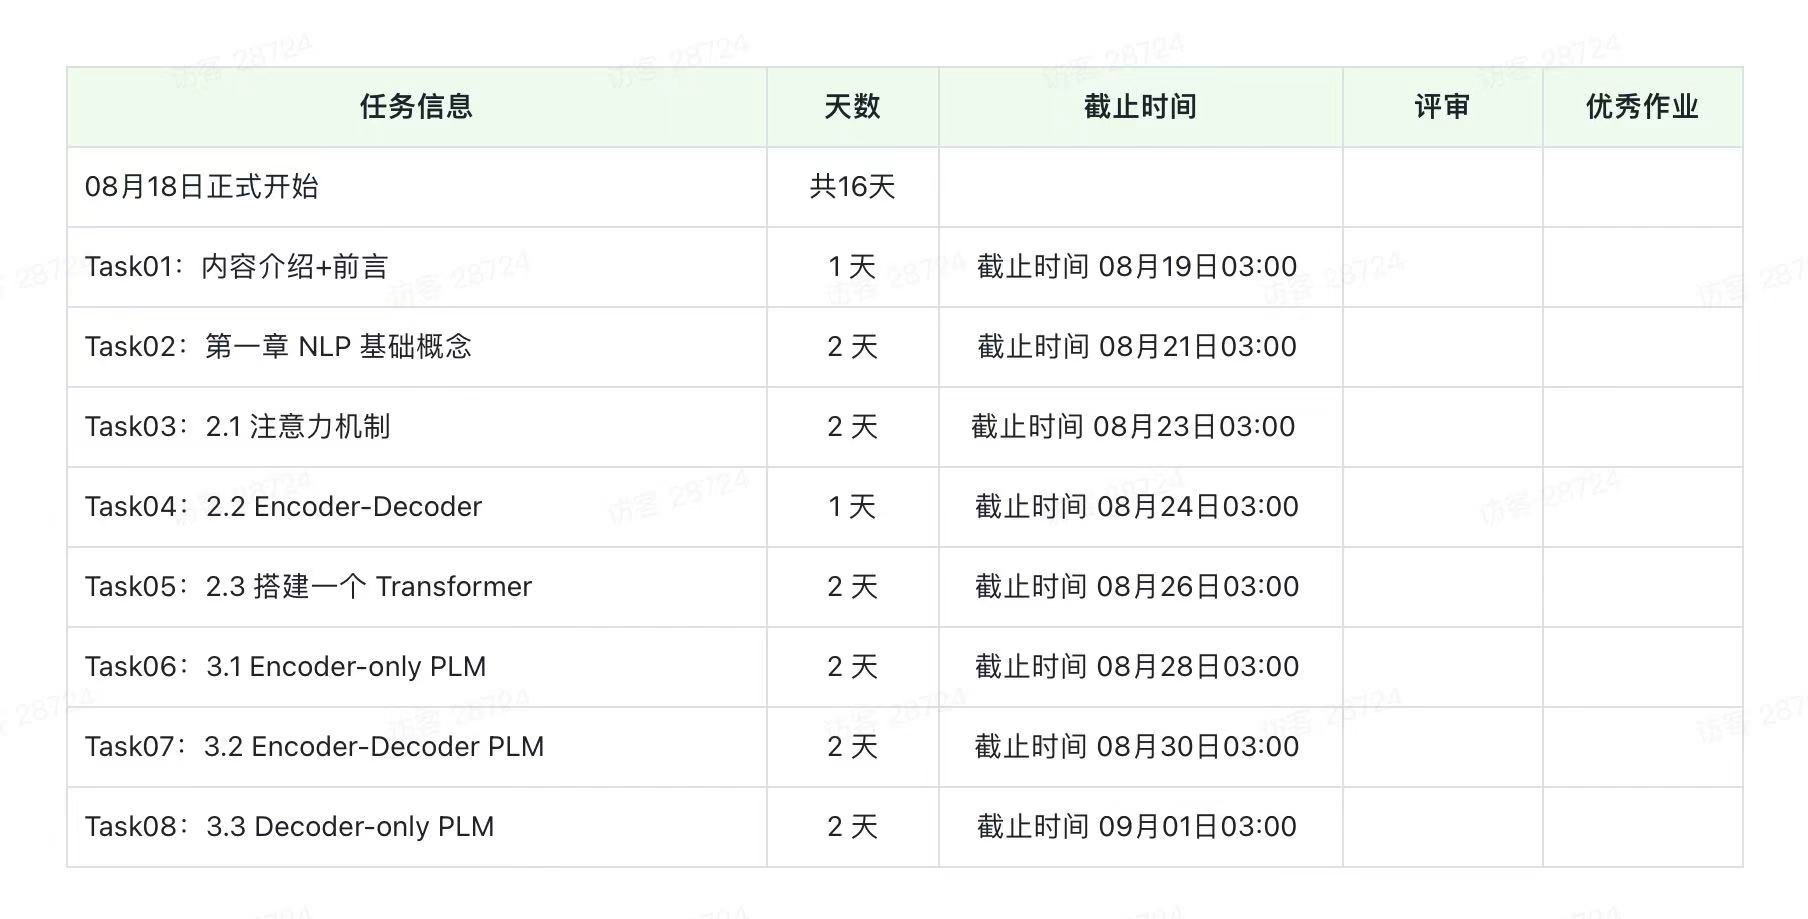 任务信息 天数 截止时间 评审 优秀作业
08月18日正式开始 共16天
Task01：内容介绍+前言 1 天 截止时间 08月19日03:00
Task02：第一章 NLP 基础概念 2 天 截止时间 08月21日03:00
Task03：2.1 注意力机制 2 天 截止时间 08月23日03:00
Task04：2.2 Encoder-Decoder 1 天 截止时间 08月24日03:00
Task05：2.3 搭建一个 Transformer 2 天 截止时间 08月26日03:00
Task06：3.1 Encoder-only PLM 2 天 截止时间 08月28日03:00
Task07：3.2 Encoder-Decoder PLM 2 天 截止时间 08月30日03:00
Task08：3.3 Decoder-only PLM 2 天 截止时间 09月01日03:00
访客 28724